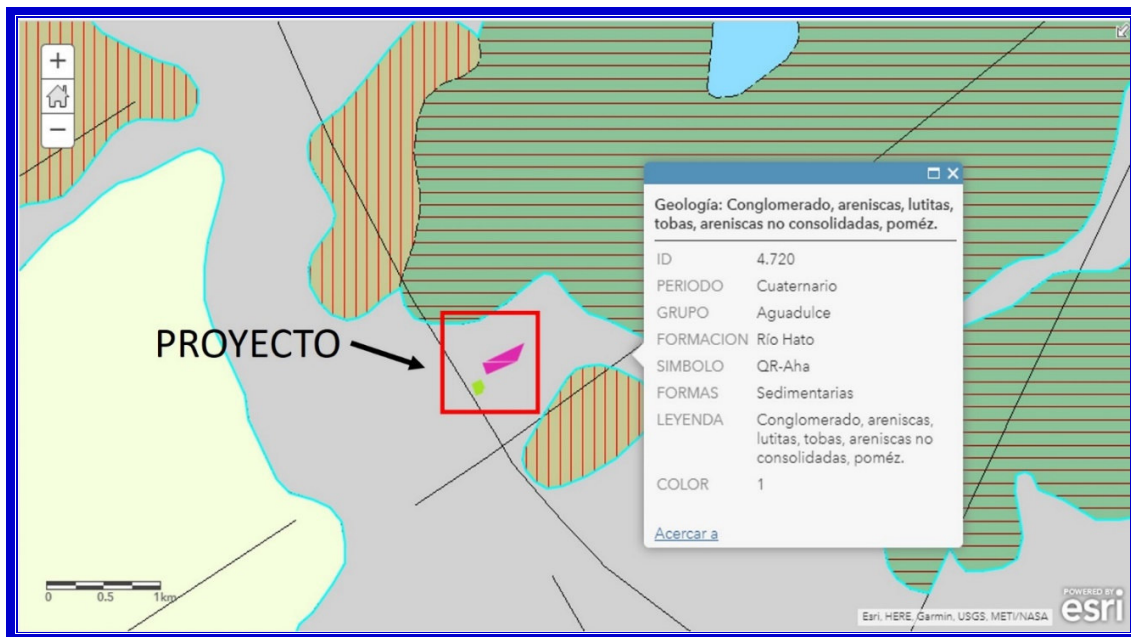 +
−
Geología: Conglomerado, areniscas, lutitas,
tobas, areniscas no consolidadas, poméz.
ID 4.720
PERIODO Cuaternario
GRUPO Aguadulce
FORMACION Río Hato
SIMBOLO QR-Aha
FORMAS Sedimentarias
LEYENDA Conglomerado, areniscas,
lutitas, tobas, areniscas no
consolidadas, poméz.
COLOR 1
Acercar a
PROYECTO
0 0.5 1km
Esri, HERE, Garmin, USGS, METI/NASA
POWERED BY
esri